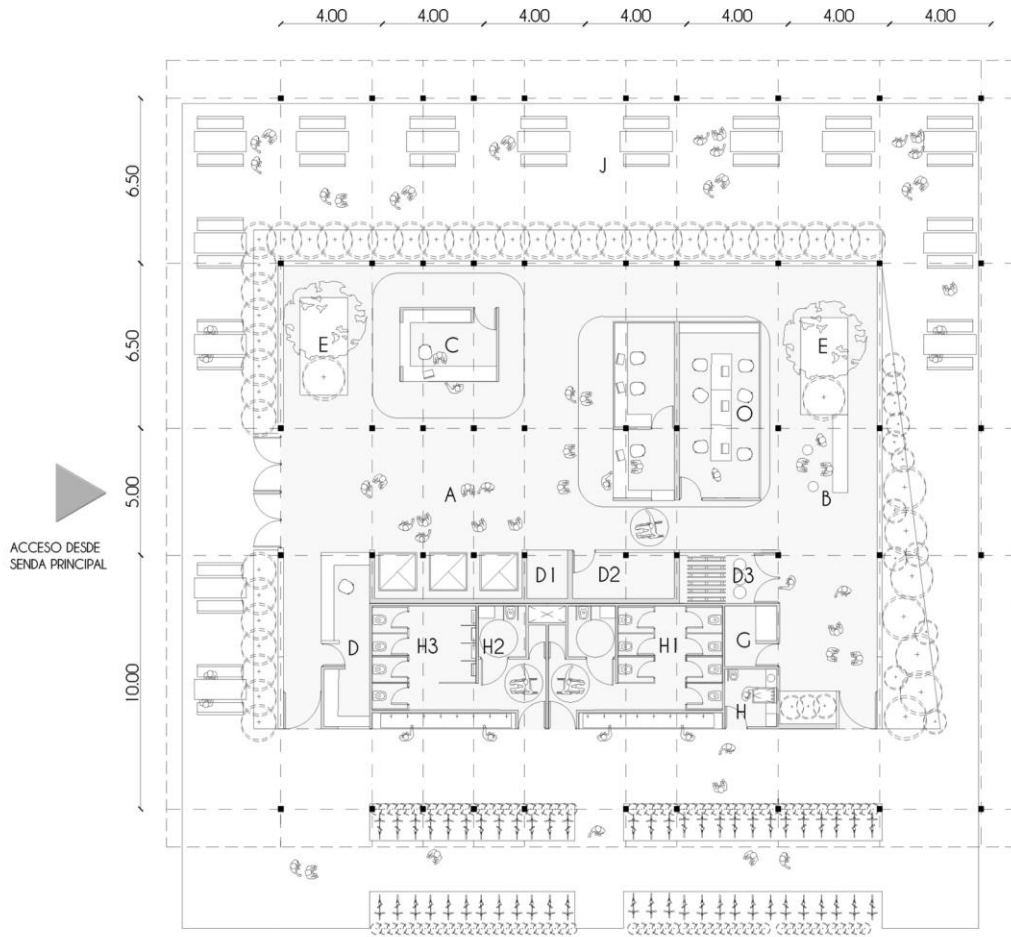 4.00 4.00 4.00 4.00 4.00 4.00 4.00
6.50
J
6.50
E
C
E
O
5.00
A
B
ACCESO DESDE
SENDA PRINCIPAL
D1
D2
D3
10.00
D
H3
H2
H1
G
H